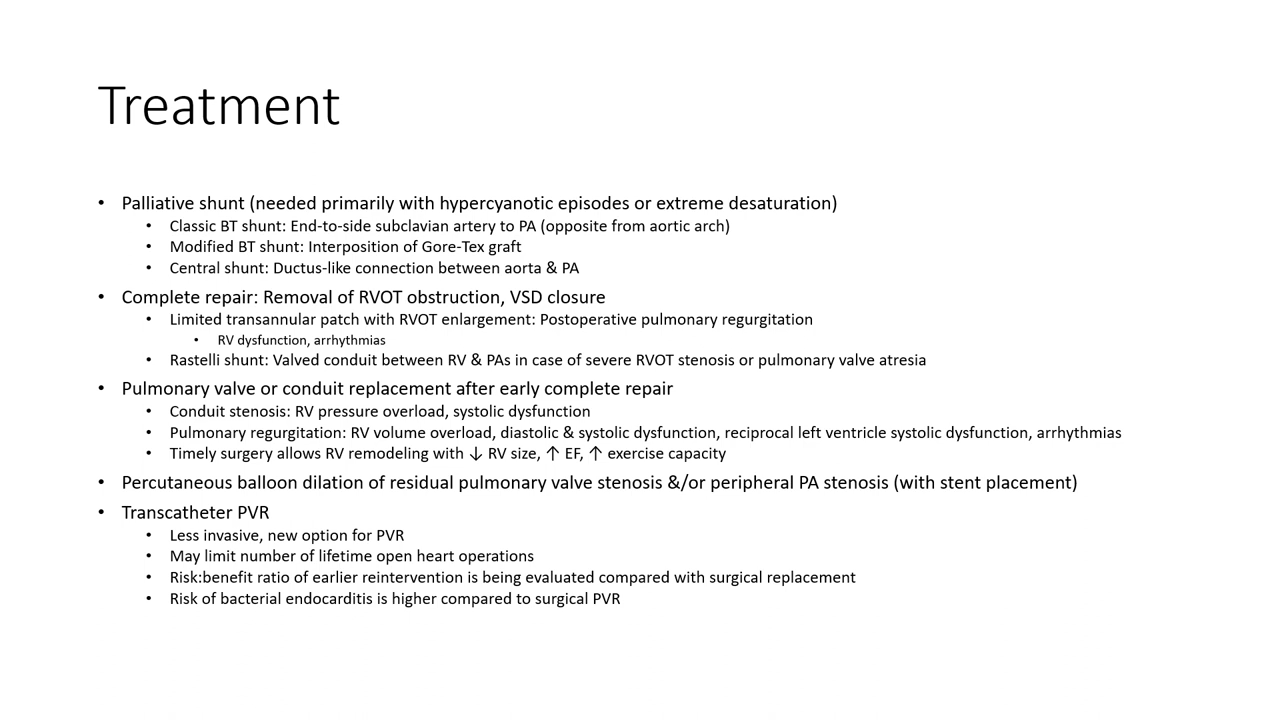 Treatment
• Palliative shunt (needed primarily with hypercyanotic episodes or extreme desaturation)
• Classic BT shunt: End-to-side subclavian artery to PA (opposite from aortic arch)
• Modified BT shunt: Interposition of Gore-Tex graft
• Central shunt: Ductus-like connection between aorta & PA
• Complete repair: Removal of RVOT obstruction, VSD closure
• Limited transannular patch with RVOT enlargement: Postoperative pulmonary regurgitation
• RV dysfunction, arrhythmias
• Rastelli shunt: Valved conduit between RV & PAs in case of severe RVOT stenosis or pulmonary valve atresia
• Pulmonary valve or conduit replacement after early complete repair
• Conduit stenosis: RV pressure overload, systolic dysfunction
• Pulmonary regurgitation: RV volume overload, diastolic & systolic dysfunction, reciprocal left ventricle systolic dysfunction, arrhythmias
• Timely surgery allows RV remodeling with ↓ RV size, ↑ EF, ↑ exercise capacity
• Percutaneous balloon dilation of residual pulmonary valve stenosis &/or peripheral PA stenosis (with stent placement)
• Transcatheter PVR
• Less invasive, new option for PVR
• May limit number of lifetime open heart operations
• Risk:benefit ratio of earlier reintervention is being evaluated compared with surgical replacement
• Risk of bacterial endocarditis is higher compared to surgical PVR